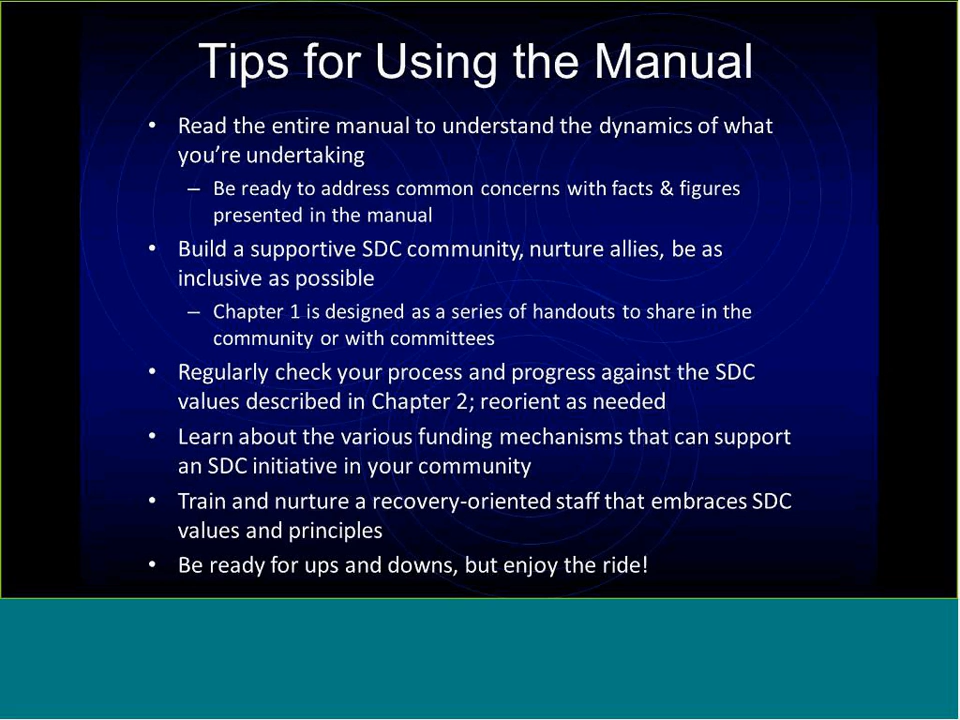 Tips for Using the Manual
• Read the entire manual to understand the dynamics of what
you're undertaking
– Be ready to address common concerns with facts & figures
presented in the manual
• Build a supportive SDC community, nurture allies, be as
inclusive as possible
– Chapter 1 is designed as a series of handouts to share in the
community or with committees
• Regularly check your process and progress against the SDC
values described in Chapter 2; reorient as needed
• Learn about the various funding mechanisms that can support
an SDC initiative in your community
• Train and nurture a recovery-oriented staff that embraces SDC
values and principles
• Be ready for ups and downs, but enjoy the ride!